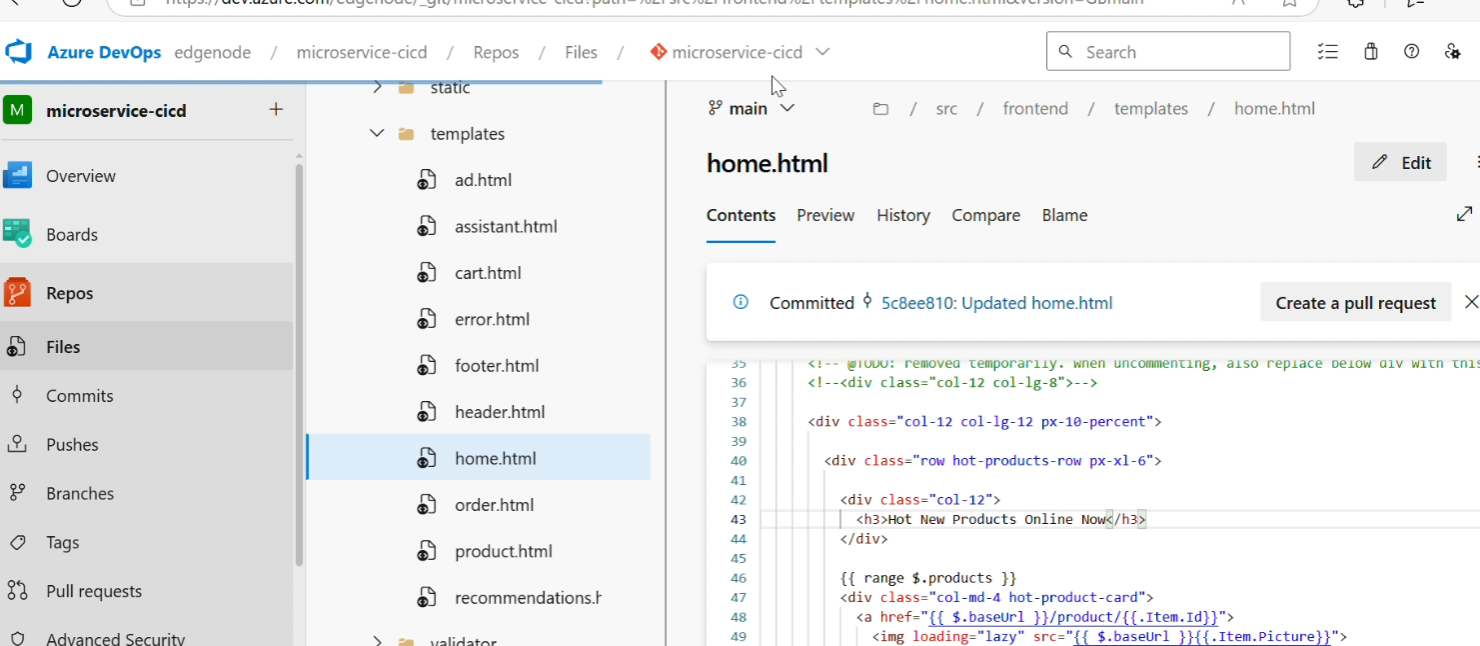 https://dev.azure.com/edgenode/_git/microservice-cicd?path=%2Fsrc%2Ffrontend%2Ftemplates%2Fhome.html&version=GBmain
Azure DevOps edgenode / microservice-cicd / Repos / Files / microservice-cicd
Search
M microservice-cicd +
Overview
Boards
Repos
Files
Commits
Pushes
Branches
Tags
Pull requests
Advanced Security
static
templates
ad.html
assistant.html
cart.html
error.html
footer.html
header.html
home.html
order.html
product.html
recommendations.h
validator
main / src / frontend / templates / home.html
home.html
Edit
Contents Preview History Compare Blame
Committed 5c8ee810: Updated home.html
Create a pull request
35 <!-- @TODO: removed temporarily. When uncommenting, also replace below div with this
36 <!--<div class="col-12 col-lg-8">-->
37
38 <div class="col-12 col-lg-12 px-10-percent">
39
40 <div class="row hot-products-row px-xl-6">
41
42 <div class="col-12">
43 <h3>Hot New Products Online Now</h3>
44 </div>
45
46 {{ range $.products }}
47 <div class="col-md-4 hot-product-card">
48 <a href="{{ $.baseUrl }}/product/{{.Item.Id}}">
49 <img loading="lazy" src="{{ $.baseUrl }}{{.Item.Picture}}">